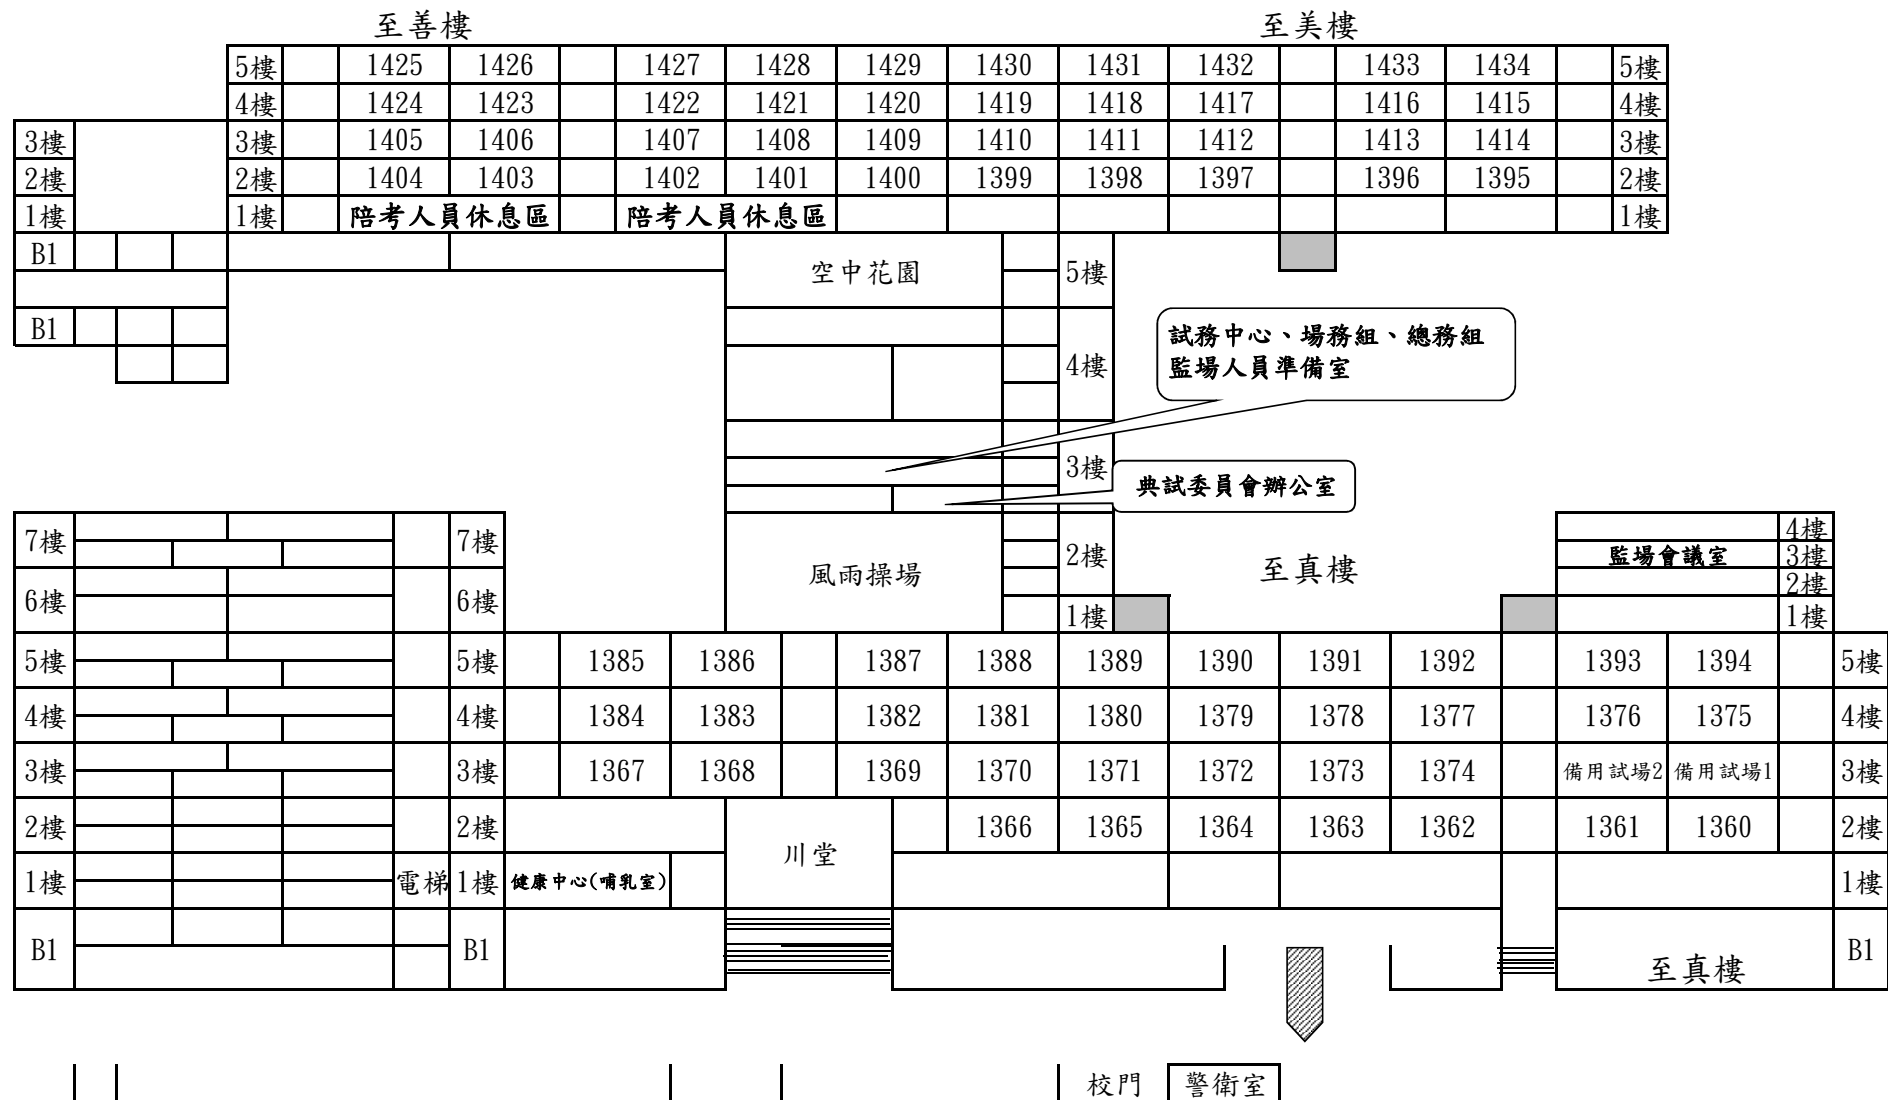 至善樓 至美樓
5樓 1425 1426 1427 1428 1429 1430 1431 1432 1433 1434 5樓
4樓 1424 1423 1422 1421 1420 1419 1418 1417 1416 1415 4樓
3樓 3樓 1405 1406 1407 1408 1409 1410 1411 1412 1413 1414 3樓
2樓 2樓 1404 1403 1402 1401 1400 1399 1398 1397 1396 1395 2樓
1樓 1樓 陪考人員休息區 陪考人員休息區 1樓
B1
空中花園 5樓
B1
試務中心、場務組、總務組
監場人員準備室
4樓
3樓
典試委員會辦公室
7樓 7樓
風雨操場 2樓 至真樓
4樓
監場會議室 3樓
2樓
6樓 6樓 1樓 1樓
5樓 5樓 1385 1386 1387 1388 1389 1390 1391 1392 1393 1394 5樓
4樓 4樓 1384 1383 1382 1381 1380 1379 1378 1377 1376 1375 4樓
3樓 3樓 1367 1368 1369 1370 1371 1372 1373 1374 備用試場2 備用試場1 3樓
2樓 2樓 1366 1365 1364 1363 1362 1361 1360 2樓
川堂
1樓 電梯 1樓 健康中心(哺乳室) 1樓
B1 B1 至真樓 B1
校門 警衛室